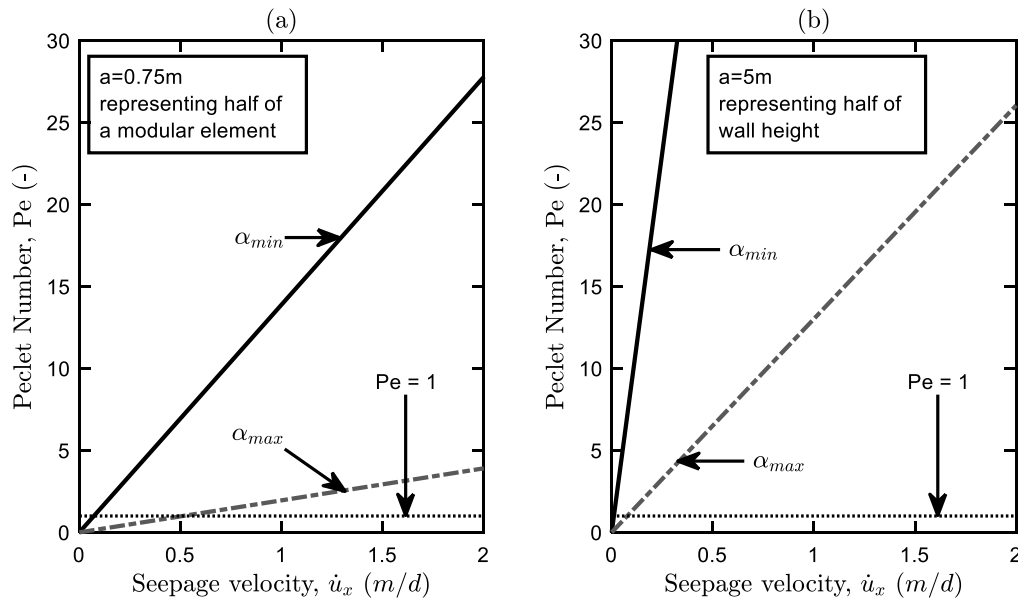 (a)
a=0.75m
representing half of
a modular element
α_min
α_max
Pe = 1
30
25
20
15
10
5
0
0
0.5
1
1.5
2
Peclet Number, Pe (-)
Seepage velocity, u̇_x (m/d)
(b)
a=5m
representing half of
wall height
α_min
α_max
Pe = 1
30
25
20
15
10
5
0
0
0.5
1
1.5
2
Peclet Number, Pe (-)
Seepage velocity, u̇_x (m/d)